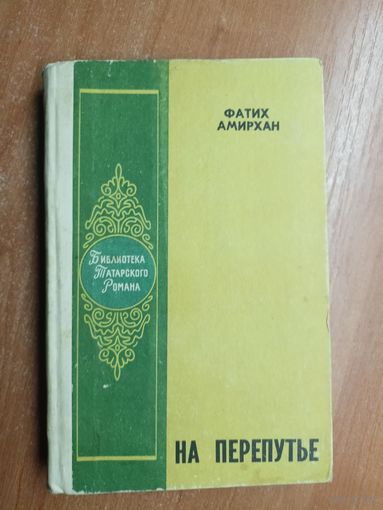 ФАТИХ
АМИРХАН
БИБЛИОТЕКА
ТАТАРСКОГО
РОМАНА
НА ПЕРЕПУТЬЕ